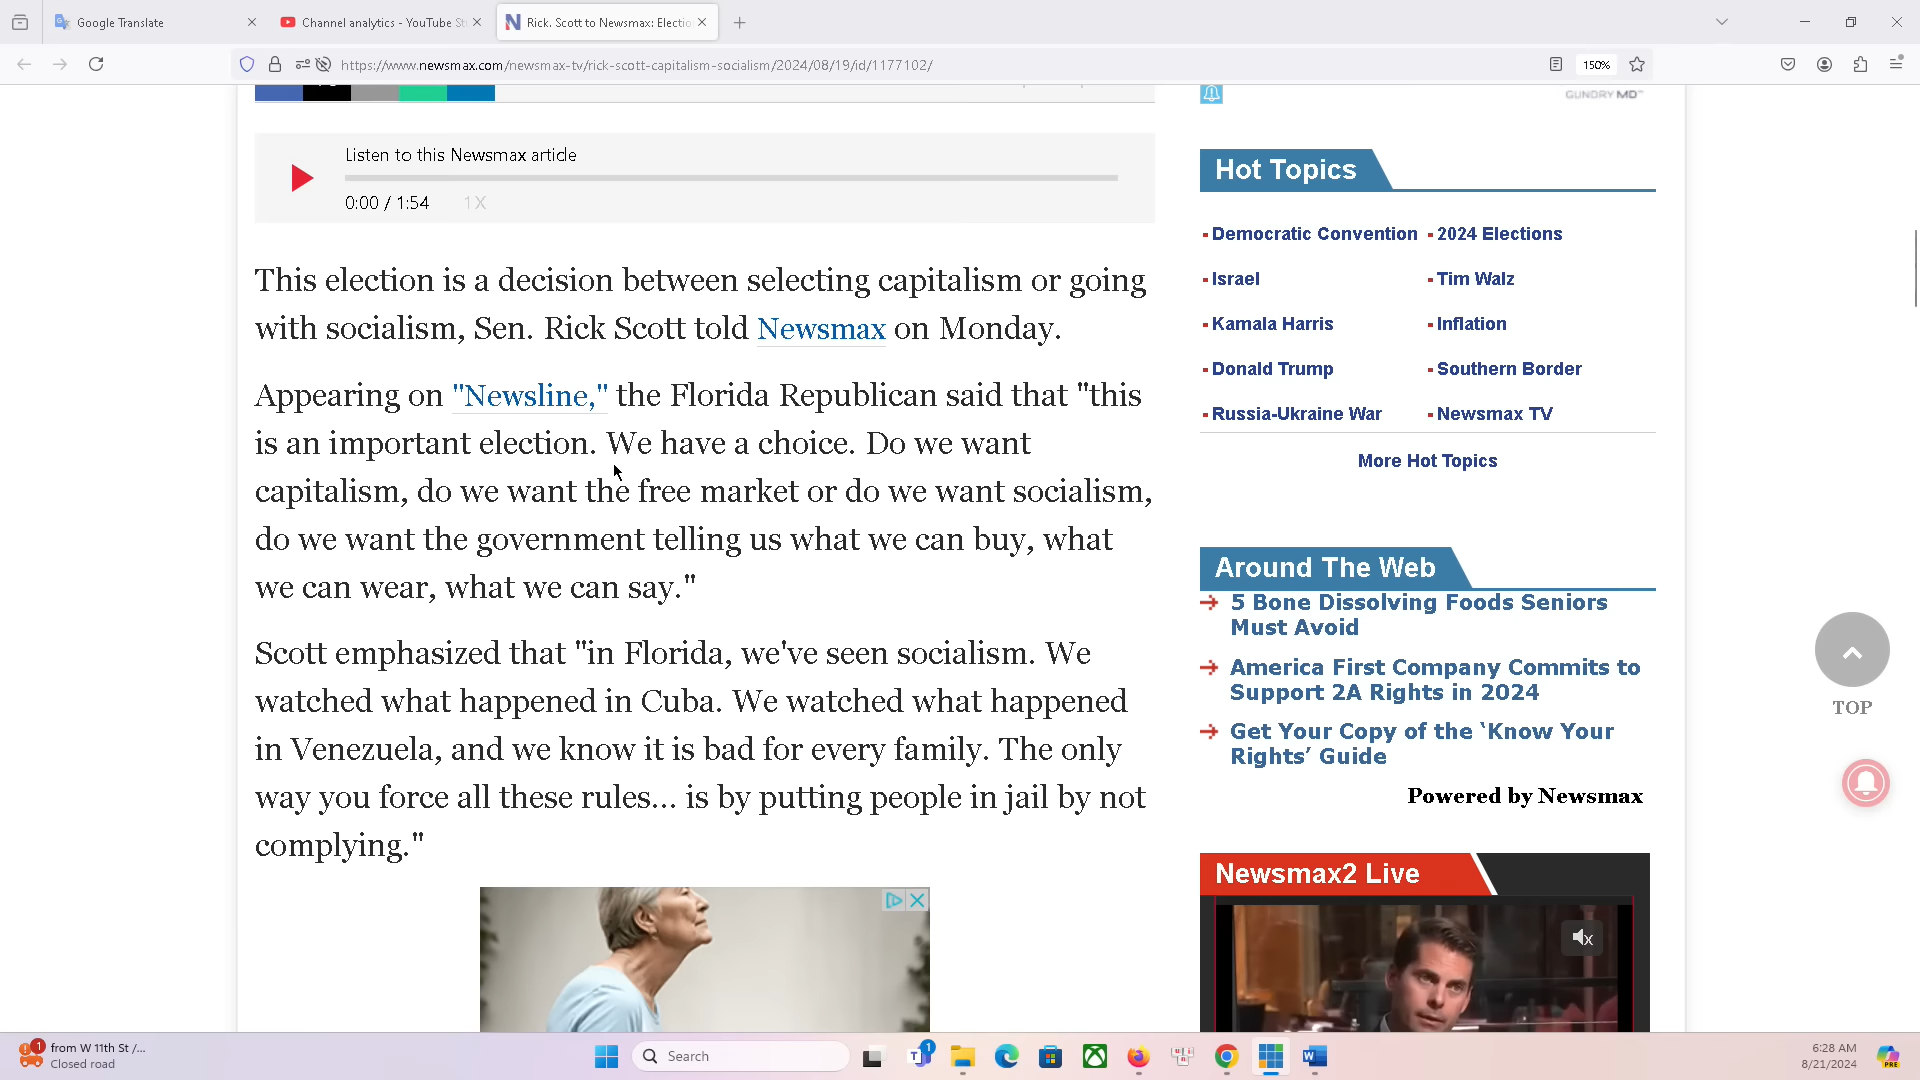 Google Translate
Channel analytics - YouTube St
Rick. Scott to Newsmax: Electio
https://www.newsmax.com/newsmax-tv/rick-scott-capitalism-socialism/2024/08/19/id/1177102/
150%
Listen to this Newsmax article
0:00 / 1:54 1X
This election is a decision between selecting capitalism or going
with socialism, Sen. Rick Scott told Newsmax on Monday.
Appearing on "Newsline," the Florida Republican said that "this
is an important election. We have a choice. Do we want
capitalism, do we want the free market or do we want socialism,
do we want the government telling us what we can buy, what
we can wear, what we can say."
Scott emphasized that "in Florida, we've seen socialism. We
watched what happened in Cuba. We watched what happened
in Venezuela, and we know it is bad for every family. The only
way you force all these rules... is by putting people in jail by not
complying."
GUNDRY MD™
Hot Topics
Democratic Convention
2024 Elections
Israel
Tim Walz
Kamala Harris
Inflation
Donald Trump
Southern Border
Russia-Ukraine War
Newsmax TV
More Hot Topics
Around The Web
5 Bone Dissolving Foods Seniors
Must Avoid
America First Company Commits to
Support 2A Rights in 2024
Get Your Copy of the ‘Know Your
Rights’ Guide
Powered by Newsmax
Newsmax2 Live
TOP
1
from W 11th St /...
Closed road
Search
1
6:28 AM
8/21/2024
PRE